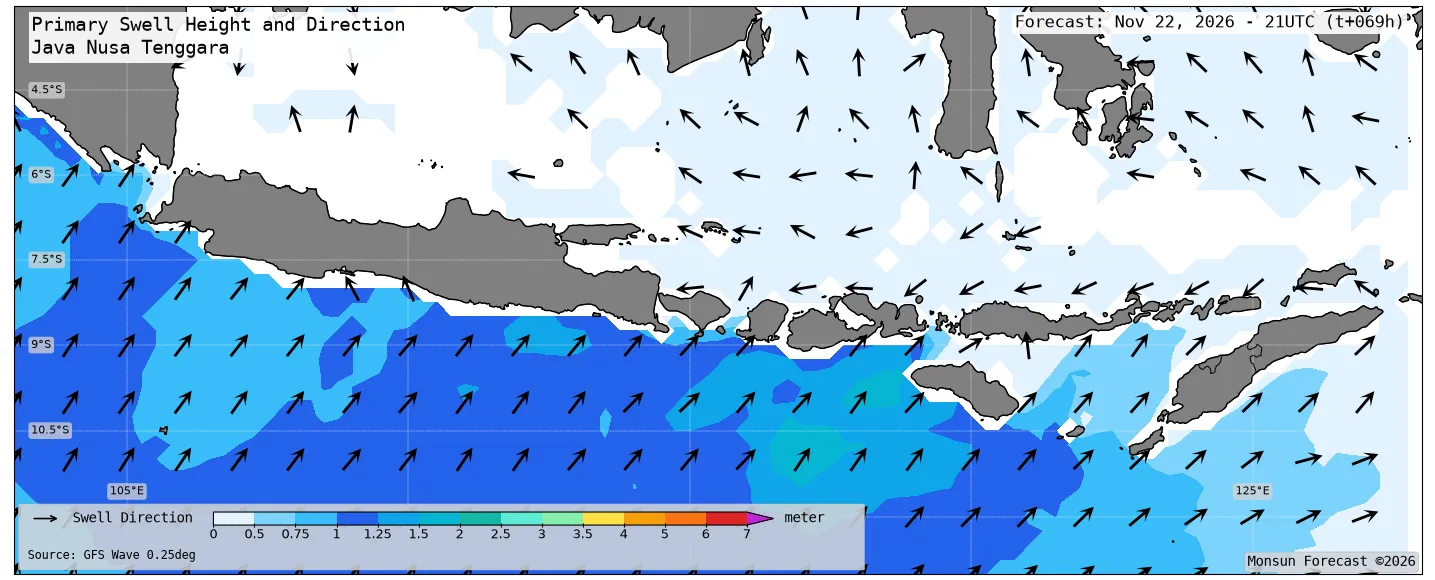 Primary Swell Height and Direction
Java Nusa Tenggara
Forecast: Nov 22, 2026 - 21UTC (t+069h)
4.5°S
6°S
7.5°S
9°S
10.5°S
105°E
125°E
Swell Direction
0 0.5 0.75 1 1.25 1.5 2 2.5 3 3.5 4 5 6 7
meter
Source: GFS Wave 0.25deg
Monsun Forecast ©2026